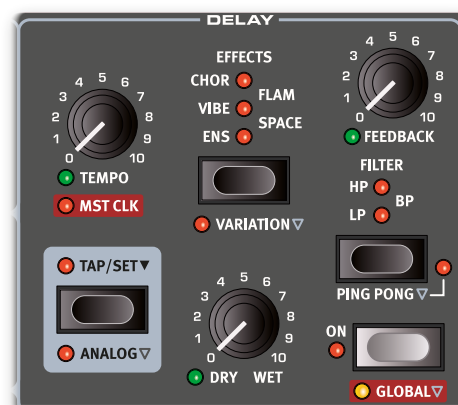 DELAY
EFFECTS
CHOR
FLAM
VIBE
SPACE
ENS
VARIATION▽
0 1 2 3 4 5 6 7 8 9 10
TEMPO
MST CLK
0 1 2 3 4 5 6 7 8 9 10
FEEDBACK
FILTER
HP
BP
LP
PING PONG▽
TAP/SET▼
ANALOG▽
0 1 2 3 4 5 6 7 8 9 10
DRY WET
ON
GLOBAL▽